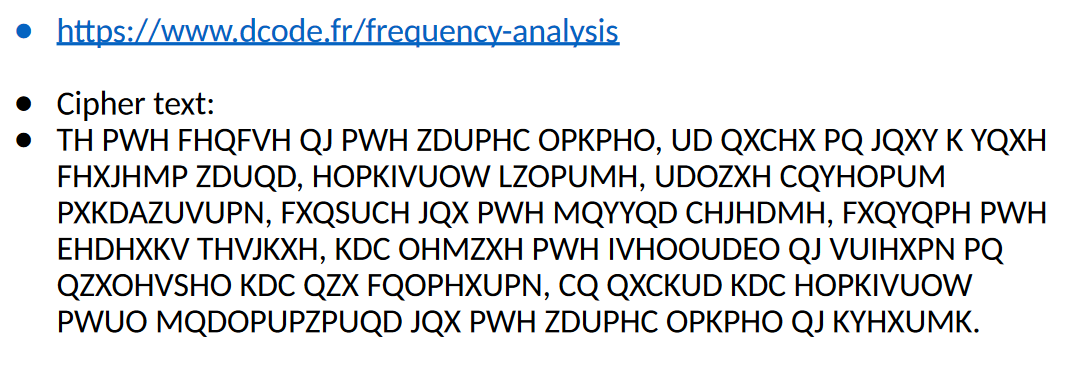 ● https://www.dcode.fr/frequency-analysis
● Cipher text:
● TH PWH FHQFVH QJ PWH ZDUPHC OPKPHO, UD QXCHX PQ JQXY K YQXH
FHXJHMP ZDUQD, HOPKIVUOW LZOPUMH, UDOZXH CQYHOPUM
PXKDAZUVUPN, FXQSUCH JQX PWH MQYYQD CHJHDMH, FXQYQPH PWH
EHDHXKV THVJKXH, KDC OHMZXH PWH IVHOOUDEO QJ VUIHXPN PQ
QZXOHVSHO KDC QZX FQOPHXUPN, CQ QXCKUD KDC HOPKIVUOW
PWUO MQDOPUPZPUQD JQX PWH ZDUPHC OPKPHO QJ KYHXUMK.